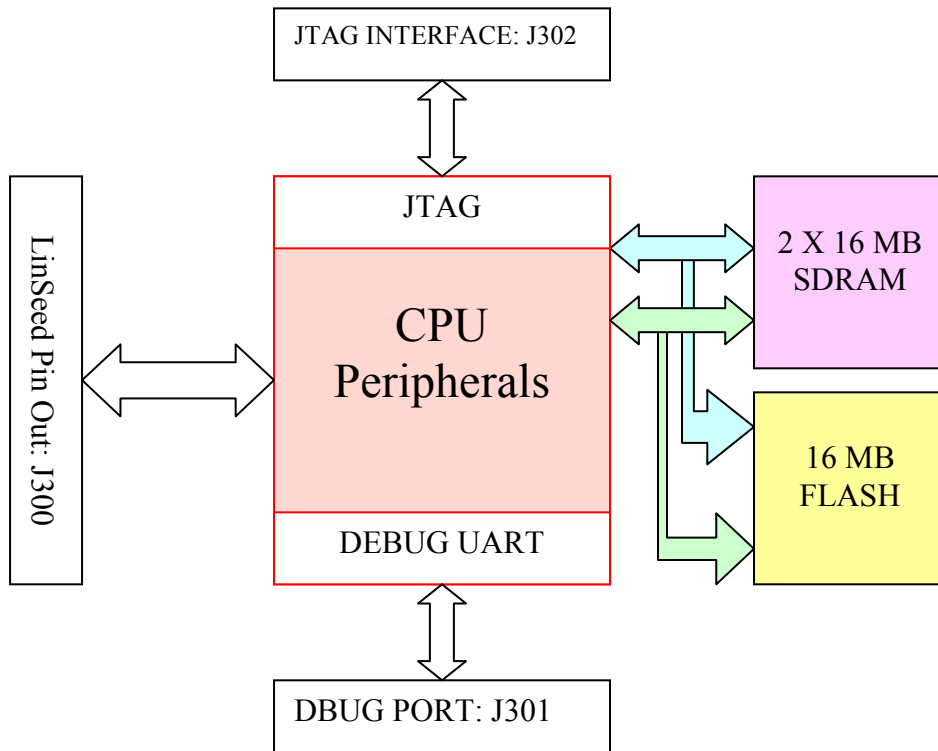 JTAG INTERFACE: J302
JTAG
CPU
Peripherals
DEBUG UART
DBUG PORT: J301
LinSeed Pin Out: J300
2 X 16 MB
SDRAM
16 MB
FLASH